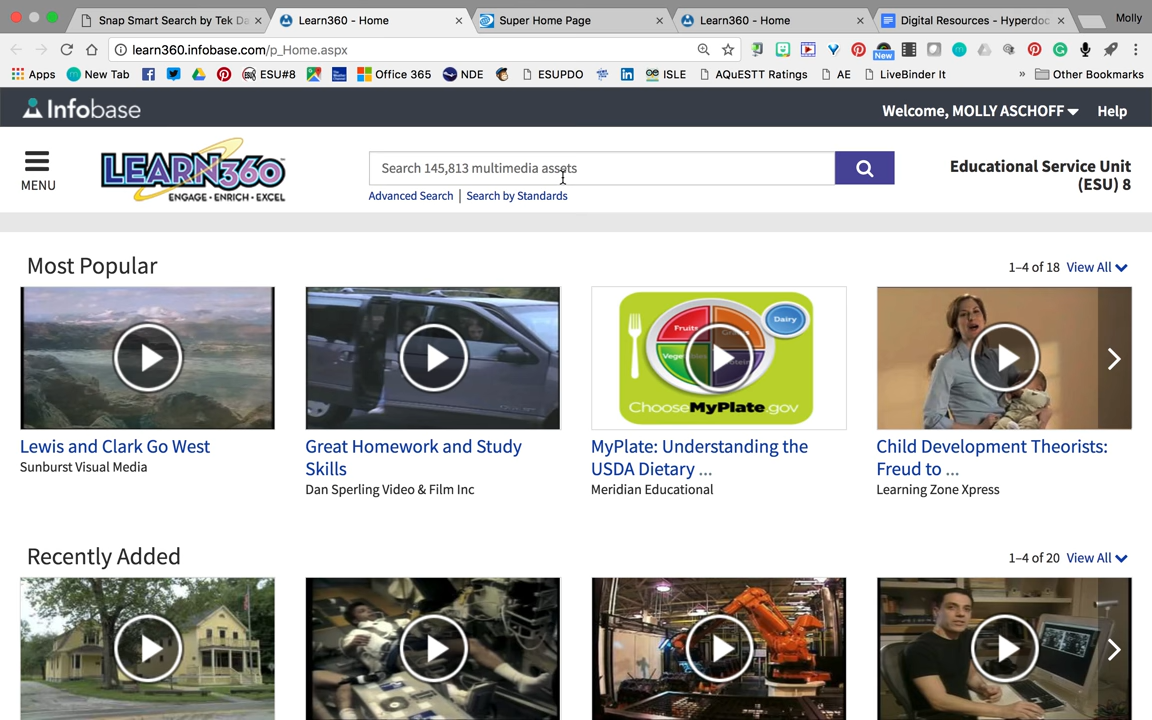 Snap Smart Search by Tek Da
Learn360 - Home
Super Home Page
Learn360 - Home
Digital Resources - Hyperdoc
Molly
learn360.infobase.com/p_Home.aspx
New
Apps
New Tab
ESU#8
Office 365
NDE
ESUPDO
ISLE
AQuESTT Ratings
AE
LiveBinder It
» Other Bookmarks
Infobase
Welcome, MOLLY ASCHOFF
Help
MENU
LEARN360
ENGAGE · ENRICH · EXCEL
Search 145,813 multimedia assets
Advanced Search | Search by Standards
Educational Service Unit
(ESU) 8
Most Popular
1–4 of 18 View All
Fruits
Vegetables
Dairy
ChooseMyPlate.gov
Lewis and Clark Go West
Sunburst Visual Media
Great Homework and Study
Skills
Dan Sperling Video & Film Inc
MyPlate: Understanding the
USDA Dietary ...
Meridian Educational
Child Development Theorists:
Freud to ...
Learning Zone Xpress
Recently Added
1–4 of 20 View All